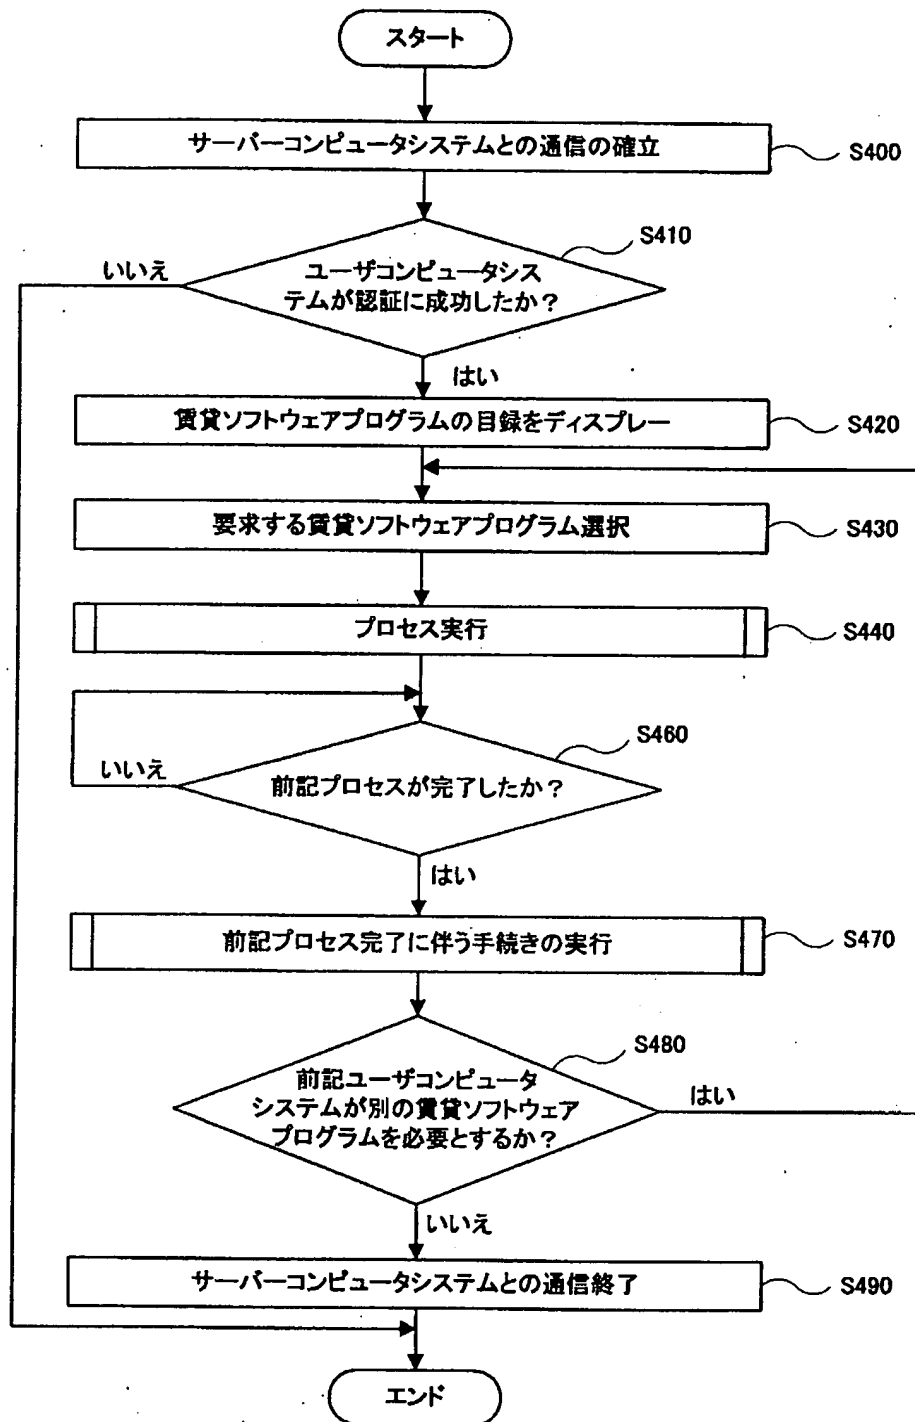 スタート
サーバーコンピュータシステムとの通信の確立
S400
S410
いいえ
ユーザコンピュータシス
テムが認証に成功したか？
はい
賃貸ソフトウェアプログラムの目録をディスプレー
S420
要求する賃貸ソフトウェアプログラム選択
S430
プロセス実行
S440
S460
いいえ
前記プロセスが完了したか？
はい
前記プロセス完了に伴う手続きの実行
S470
S480
前記ユーザコンピュータ
システムが別の賃貸ソフトウェア
プログラムを必要とするか？
はい
いいえ
サーバーコンピュータシステムとの通信終了
S490
エンド